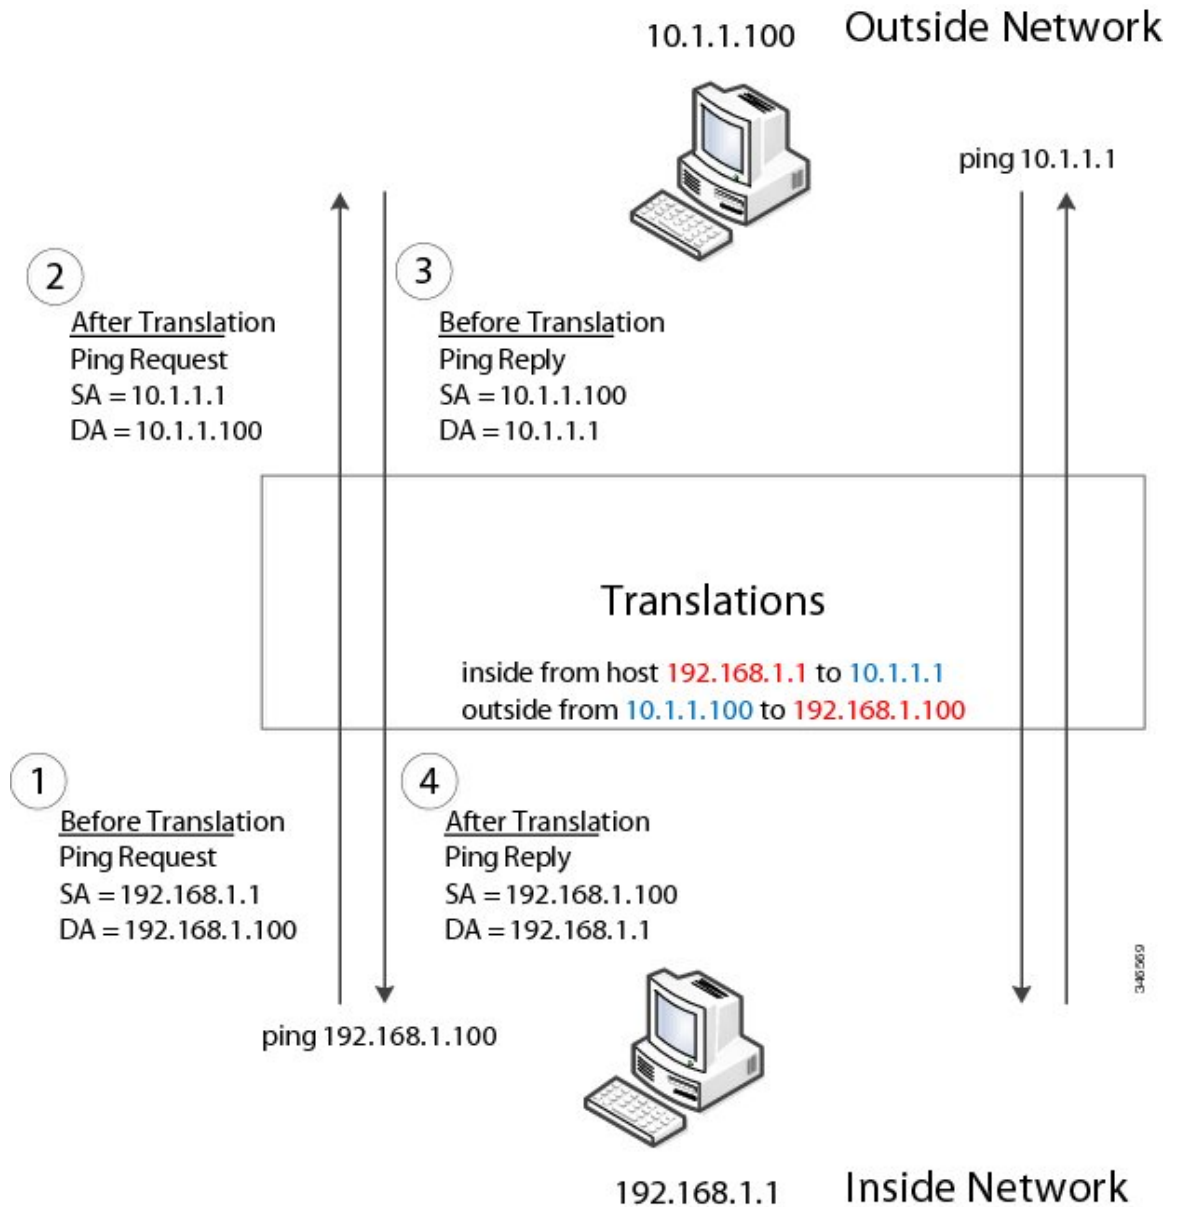 10.1.1.100
Outside Network
ping 10.1.1.1
2
After Translation
Ping Request
SA = 10.1.1.1
DA = 10.1.1.100
3
Before Translation
Ping Reply
SA = 10.1.1.100
DA = 10.1.1.1
Translations
inside from host 192.168.1.1 to 10.1.1.1
outside from 10.1.1.100 to 192.168.1.100
1
Before Translation
Ping Request
SA = 192.168.1.1
DA = 192.168.1.100
4
After Translation
Ping Reply
SA = 192.168.1.100
DA = 192.168.1.1
346569
ping 192.168.1.100
192.168.1.1
Inside Network